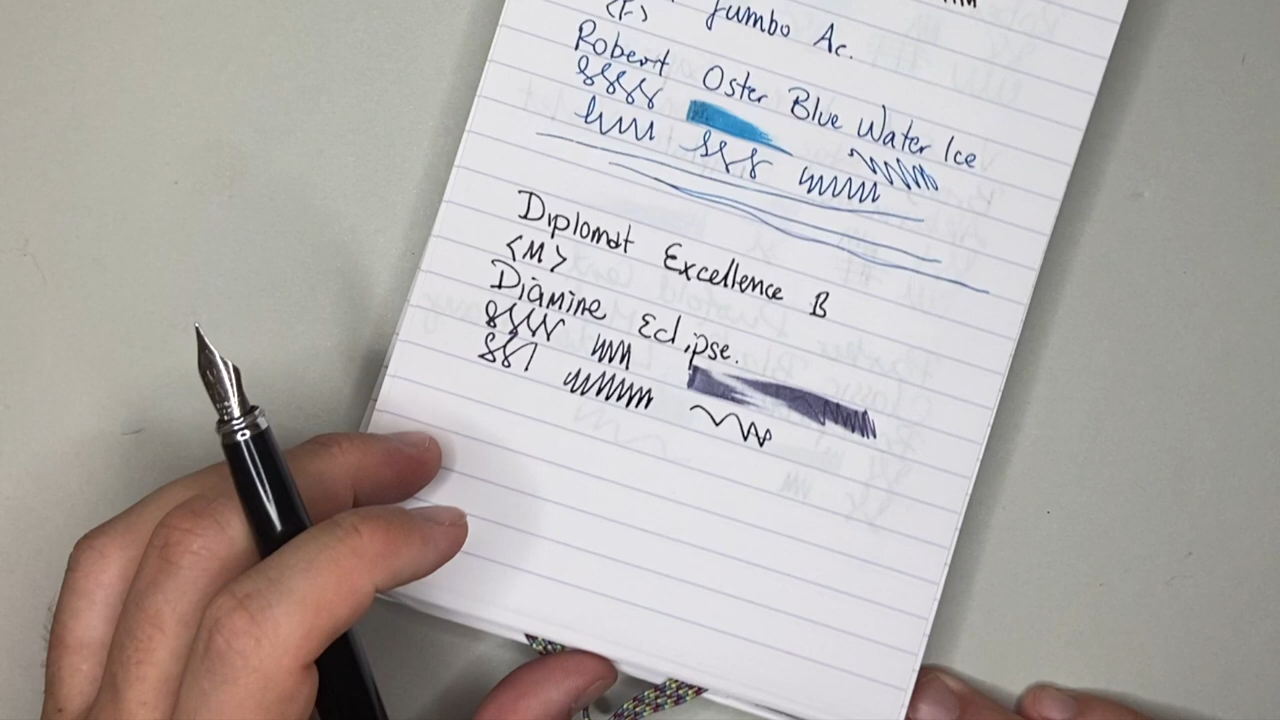 <F> Jumbo Ac.
Robert Oster Blue Water Ice
Diplomat Excellence B
<M>
Diamine Eclipse.